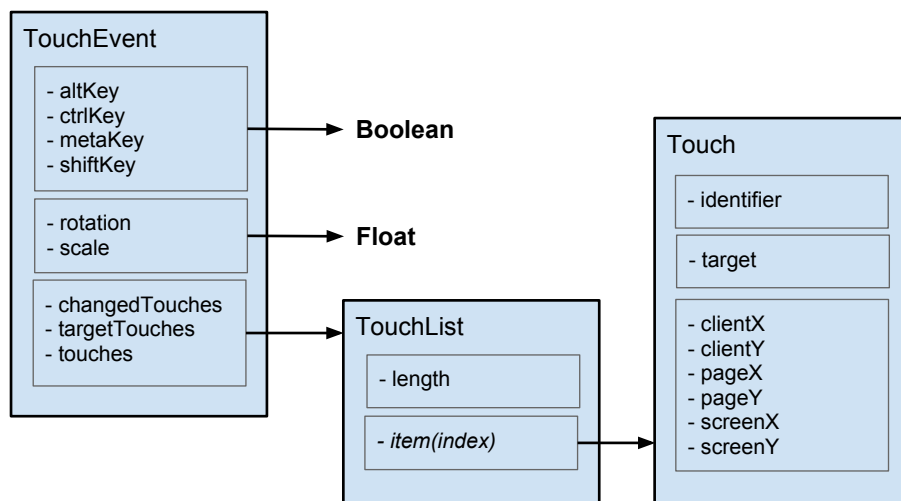 TouchEvent
- altKey
- ctrlKey
- metaKey
- shiftKey
Boolean
- rotation
- scale
Float
- changedTouches
- targetTouches
- touches
TouchList
- length
- item(index)
Touch
- identifier
- target
- clientX
- clientY
- pageX
- pageY
- screenX
- screenY